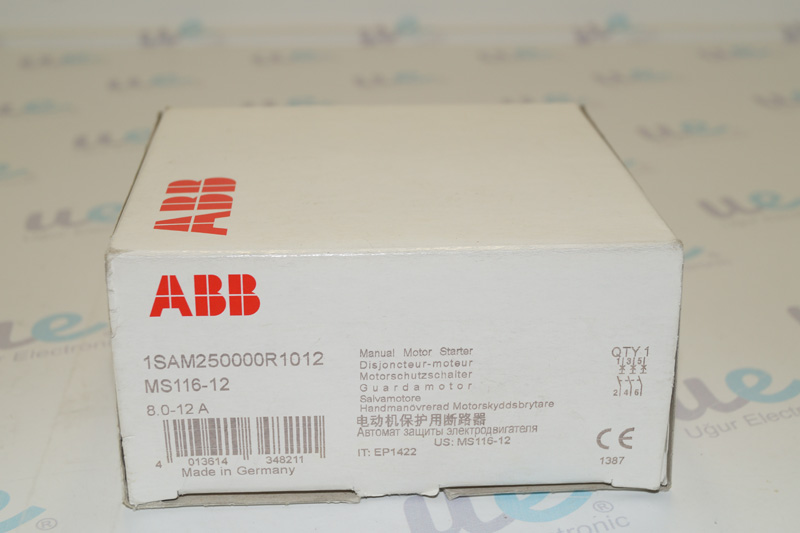 ABB
ABB
1SAM250000R1012
MS116-12
8.0-12 A
4 013614 348211
Made in Germany
Manual Motor Starter
Disjoncteur-moteur
Motorschutzschalter
Guardamotor
Salvamotore
Handmanövrerad Motorskyddsbrytare
电动机保护用断路器
Автомат защиты электродвигателя
US: MS116-12
IT: EP1422
QTY 1
1 3 5
2 4 6
CE
1387
ue
Uğur Electronic
®